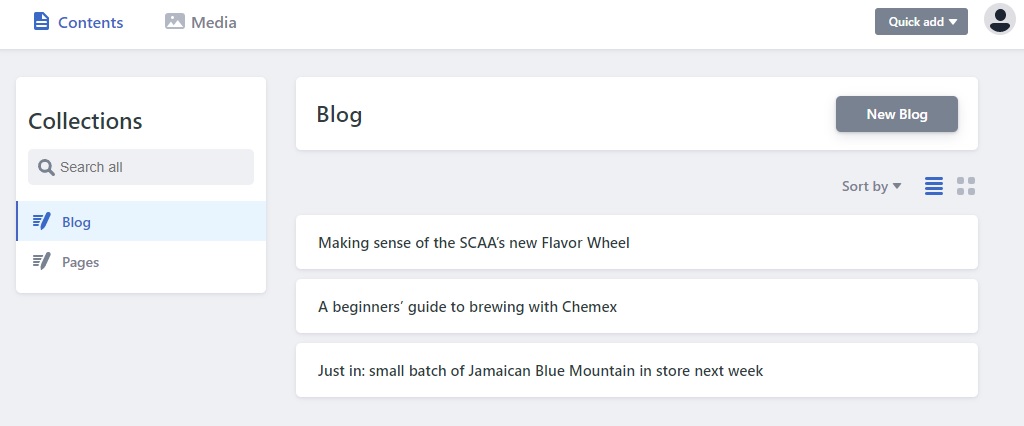 Contents
Media
Quick add
Collections
Search all
Blog
Pages
Blog
New Blog
Sort by
Making sense of the SCAA’s new Flavor Wheel
A beginners’ guide to brewing with Chemex
Just in: small batch of Jamaican Blue Mountain in store next week